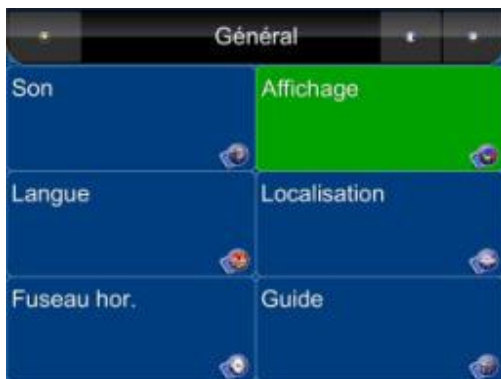 Général
Son
Affichage
Langue
Localisation
Fuseau hor.
Guide